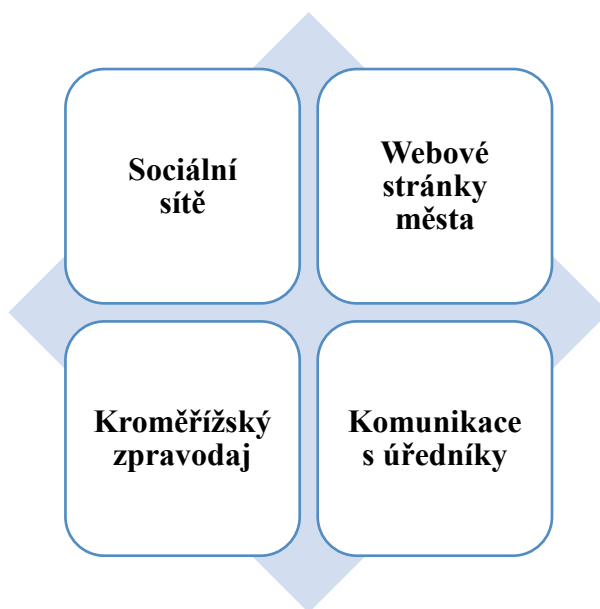 Sociální
sítě
Webové
stránky
města
Kroměřížský
zpravodaj
Komunikace
s úředníky